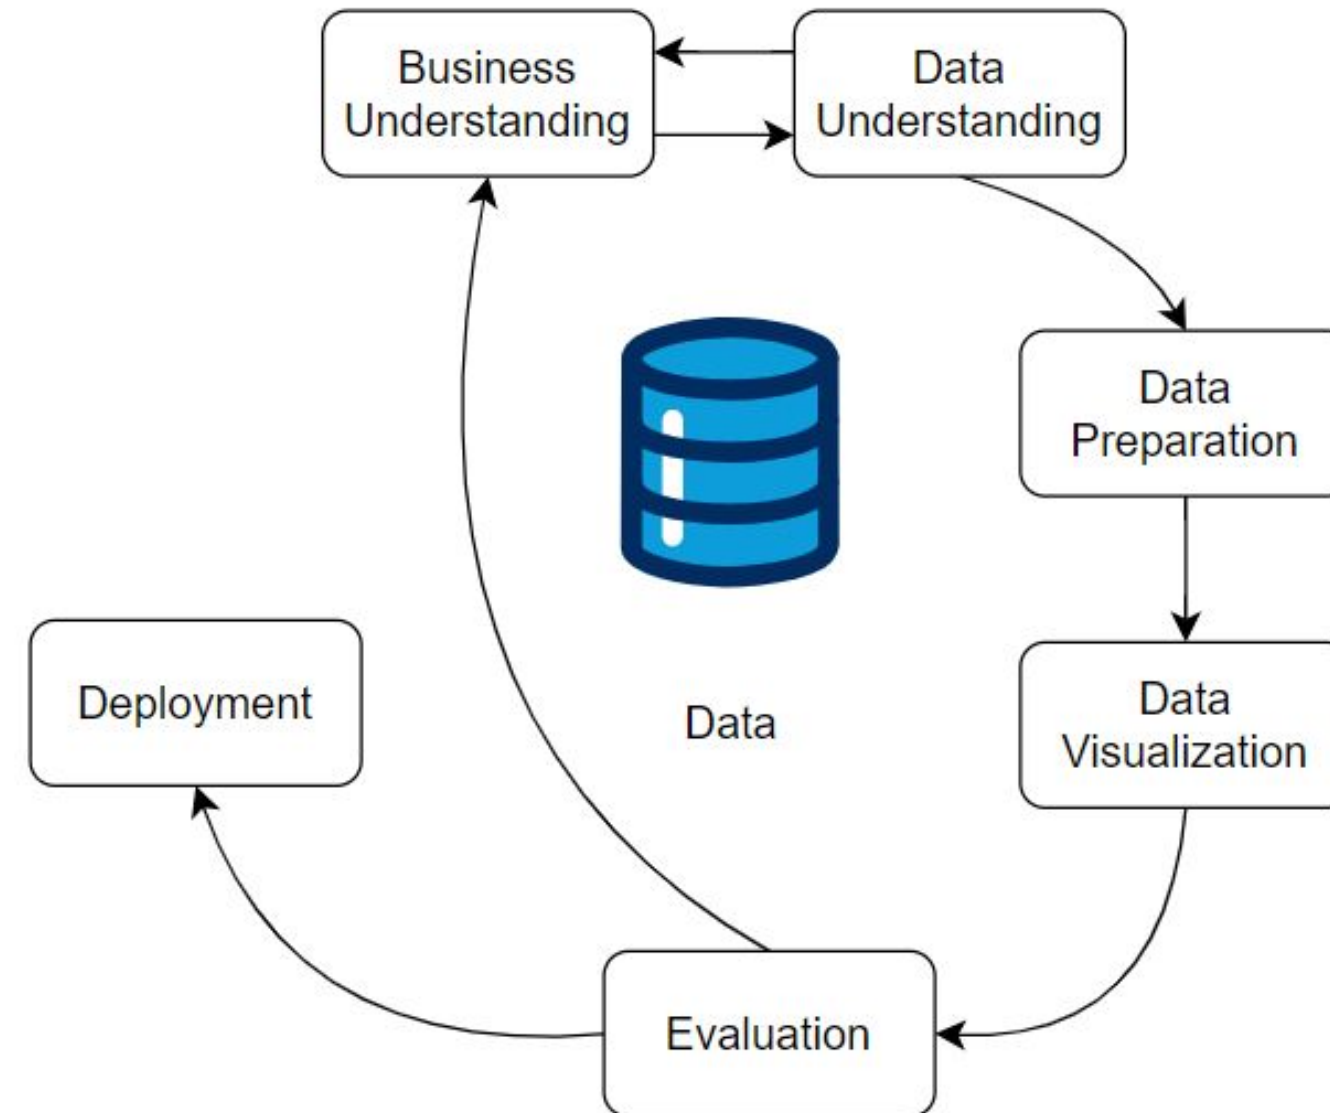 Business
Understanding
Data
Understanding
Data
Preparation
Deployment
Data
Data
Visualization
Evaluation